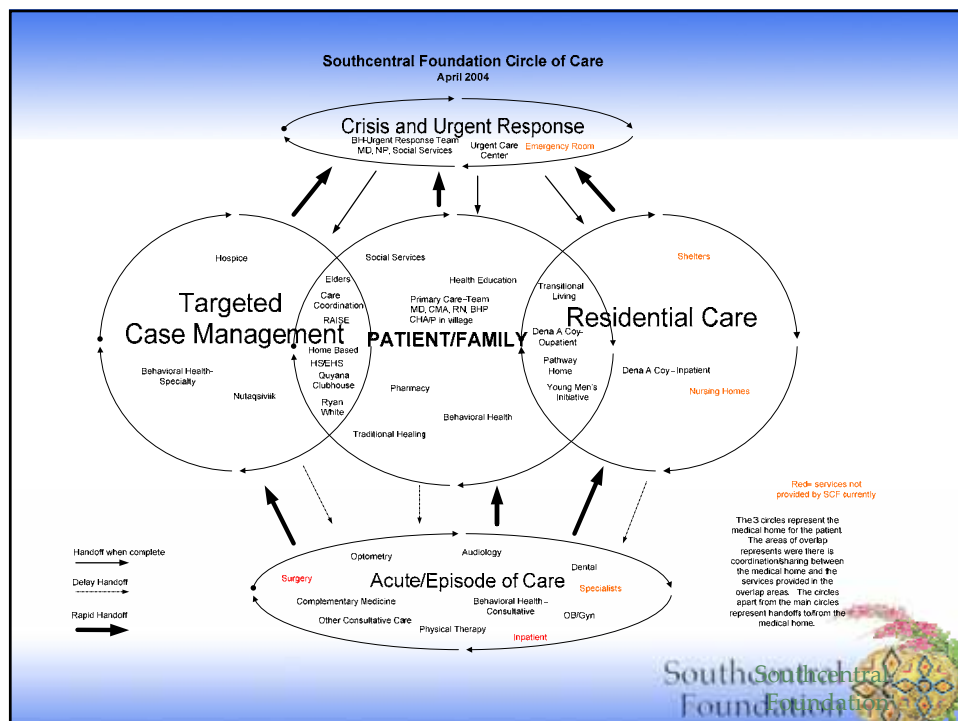 Southcentral Foundation Circle of Care
April 2004
Crisis and Urgent Response
BH-Urgent Response Team
MD, NP, Social Services
Urgent Care
Center
Emergency Room
Hospice
Targeted
Case Management
Behavioral Health-
Specialty
Nutaqsiviik
Elders
Care
Coordination
RAISE
Home Based
HS/EHS
Quyana
Clubhouse
Ryan
White
Social Services
Health Education
Primary Care-Team
MD, CMA, RN, BHP
CHA/P in village
PATIENT/FAMILY
Pharmacy
Behavioral Health
Traditional Healing
Transitional
Living
Dena A Coy-
Oupatient
Pathway
Home
Young Men's
Initiative
Shelters
Residential Care
Dena A Coy - Inpatient
Nursing Homes
Red= services not
provided by SCF currently
The 3 circles represent the
medical home for the patient.
The areas of overlap
represents were there is
coordination/sharing between
the medical home and the
services provided in the
overlap areas. The circles
apart from the main circles
represent handoffs to/from the
medical home.
Handoff when complete
Delay Handoff
Rapid Handoff
Optometry
Audiology
Dental
Surgery
Acute/Episode of Care
Specialists
Complementary Medicine
Behavioral Health -
Consultative
OB/Gyn
Other Consultative Care
Physical Therapy
Inpatient
Southcentral
Foundation
Southcentral
Foundation